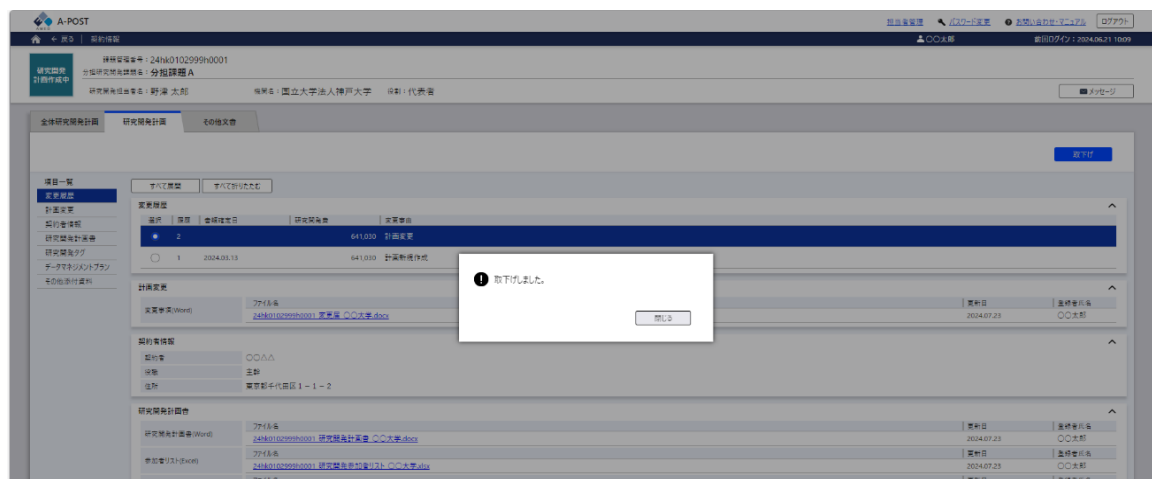 A-POST
担当者管理 パスワード変更 お問い合わせ・マニュアル ログアウト
← 戻る | 契約情報 〇〇太郎 前回ログイン:2024.06.21 10:09
研究開発
計画作成中
課題管理番号:24hk0102999h0001
分担研究開発課題名:分担課題A
研究開発担当者名:野津 太郎 機関名:国立大学法人神戸大学 役割:代表者
メッセージ
全体研究開発計画 研究開発計画 その他文書
取下げ
項目一覧
変更履歴
計画変更
契約者情報
研究開発計画書
研究開発タグ
データマネジメントプラン
その他添付資料
すべて展開 すべて折りたたむ
変更履歴
選択 履歴 書類確定日 研究開発費 変更事由
2 641,030 計画変更
1 2024.03.13 641,030 計画新規作成
取下げしました。
閉じる
計画変更
ファイル名 更新日 登録者氏名
変更事項(Word) 24hk0102999h0001_変更届_〇〇大学.docx 2024.07.23 〇〇太郎
契約者情報
契約者 〇〇△△
役職 主幹
住所 東京都千代田区1-1-2
研究開発計画書
ファイル名 更新日 登録者氏名
研究開発計画書(Word) 24hk0102999h0001_研究開発計画書_〇〇大学.docx 2024.07.23 〇〇太郎
ファイル名 更新日 登録者氏名
参加者リスト(Excel) 24hk0102999h0001_研究開発参加者リスト_〇〇大学.xlsx 2024.07.23 〇〇太郎